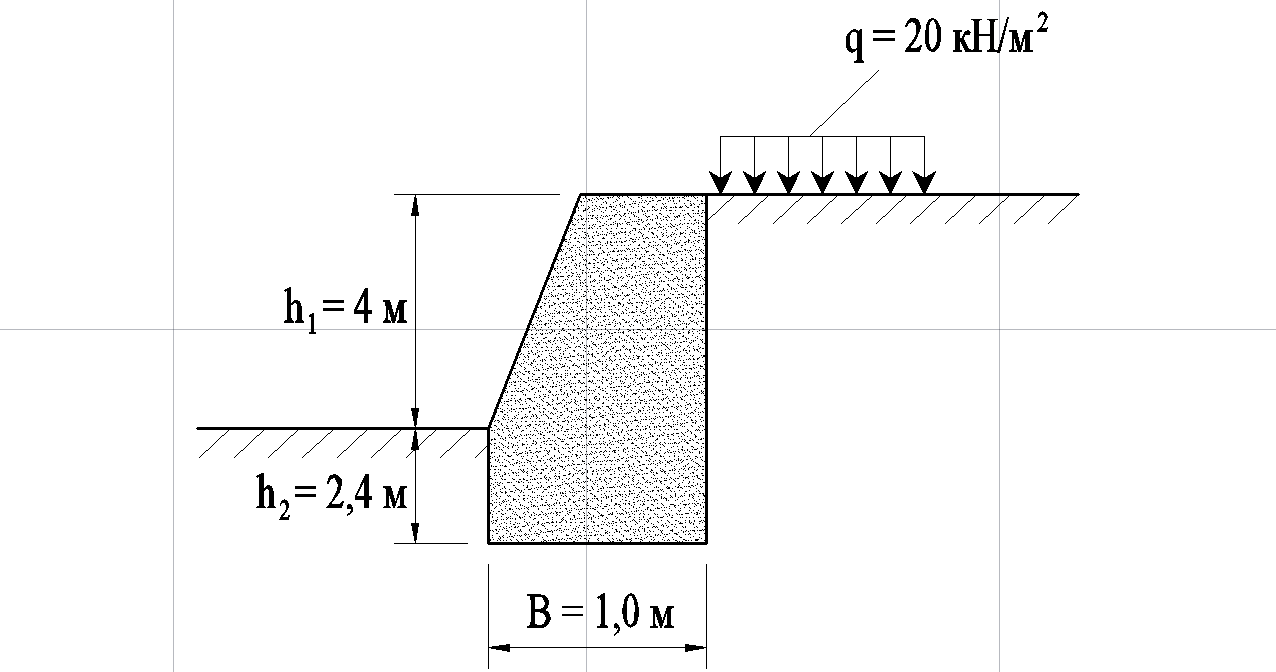 q = 20 кН/м²
h₁ = 4 м
h₂ = 2,4 м
B = 1,0 м